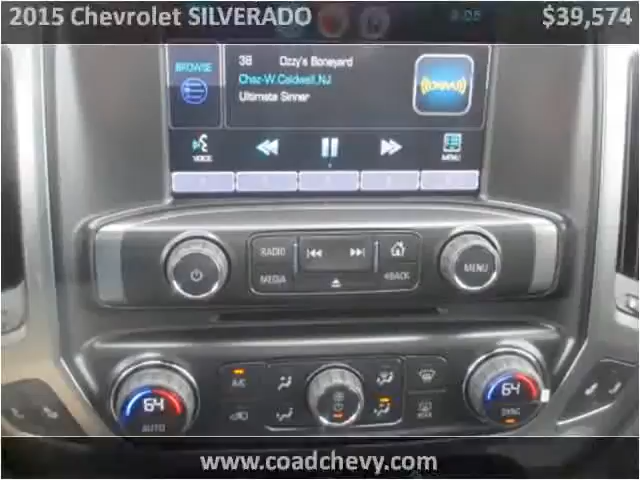 2015 Chevrolet SILVERADO $39,574
BROWSE
38 Ozzy's Boneyard
Chaz-W.Caldwell,NJ
Ultimate Sinner
VOICE
MENU
RADIO
MEDIA
BACK
MENU
64
AUTO
A/C
REAR
64
SYNC
www.coadchevy.com